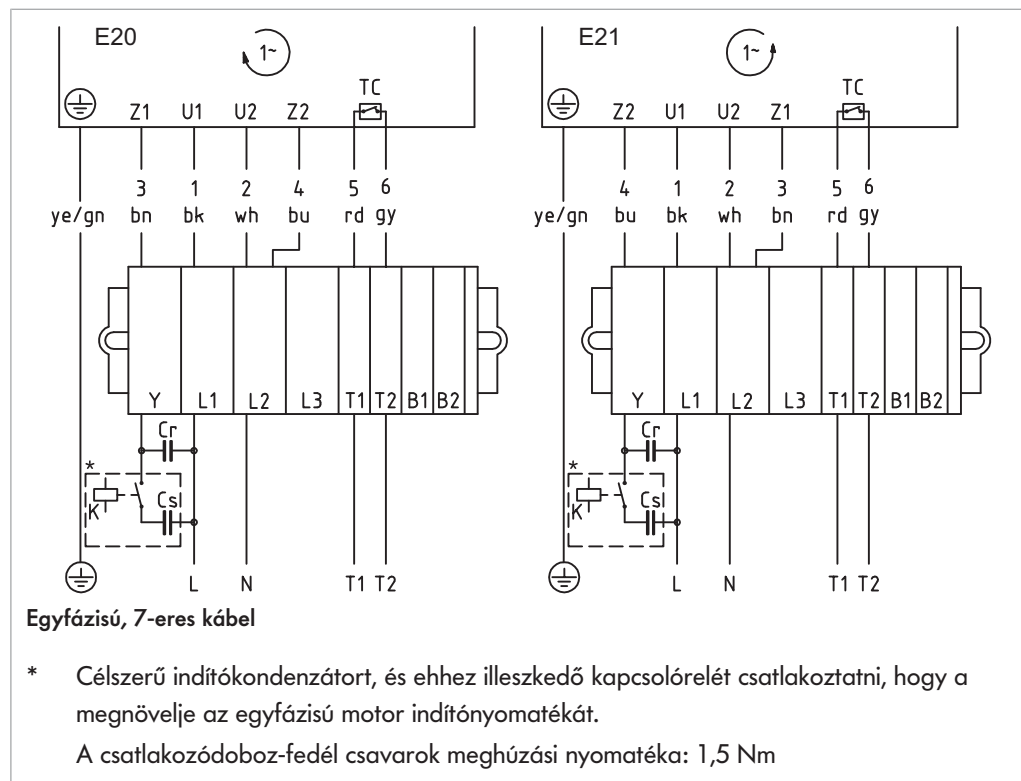 E20 1~ E21 1~
TC TC
Z1 U1 U2 Z2 Z2 U1 U2 Z1
3 1 2 4 5 6 4 1 2 3 5 6
ye/gn bn bk wh bu rd gy ye/gn bu bk wh bn rd gy
Y L1 L2 L3 T1 T2 B1 B2 Y L1 L2 L3 T1 T2 B1 B2
Cr Cr
* *
K Cs K Cs
L N T1 T2 L N T1 T2
Egyfázisú, 7-eres kábel
* Célszerű indítókondenzátort, és ehhez illeszkedő kapcsolórelét csatlakoztatni, hogy a
megnövelje az egyfázisú motor indítónyomatékát.
A csatlakozódoboz-fedél csavarok meghúzási nyomatéka: 1,5 Nm